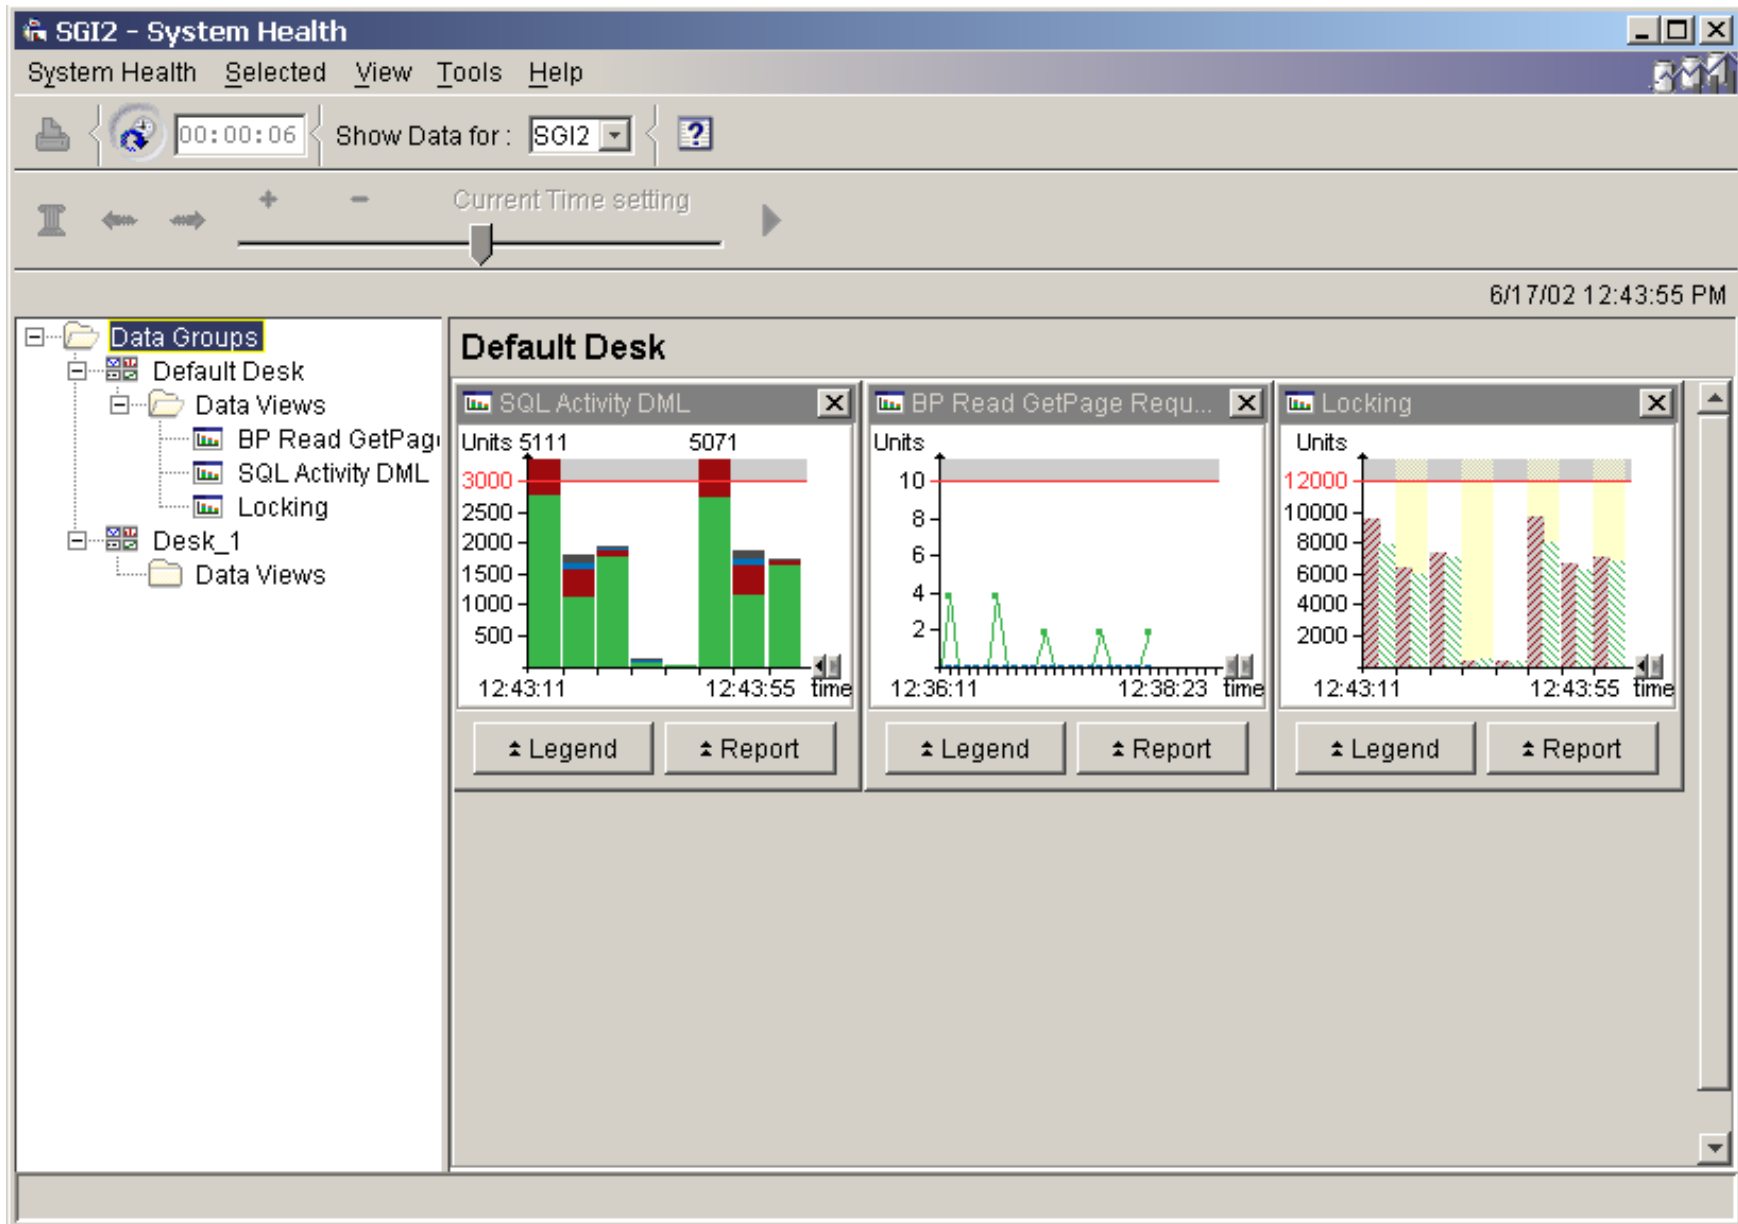 SGI2 - System Health
System Health Selected View Tools Help
00:00:06 Show Data for : SGI2 ?
+ - Current Time setting
6/17/02 12:43:55 PM
Data Groups
Default Desk
Data Views
BP Read GetPag
SQL Activity DML
Locking
Desk_1
Data Views
Default Desk
SQL Activity DML
Units 5111 5071
3000
2500
2000
1500
1000
500
12:43:11 12:43:55 time
Legend Report
BP Read GetPage Requ...
Units
10
8
6
4
2
12:36:11 12:38:23 time
Legend Report
Locking
Units
12000
10000
8000
6000
4000
2000
12:43:11 12:43:55 time
Legend Report